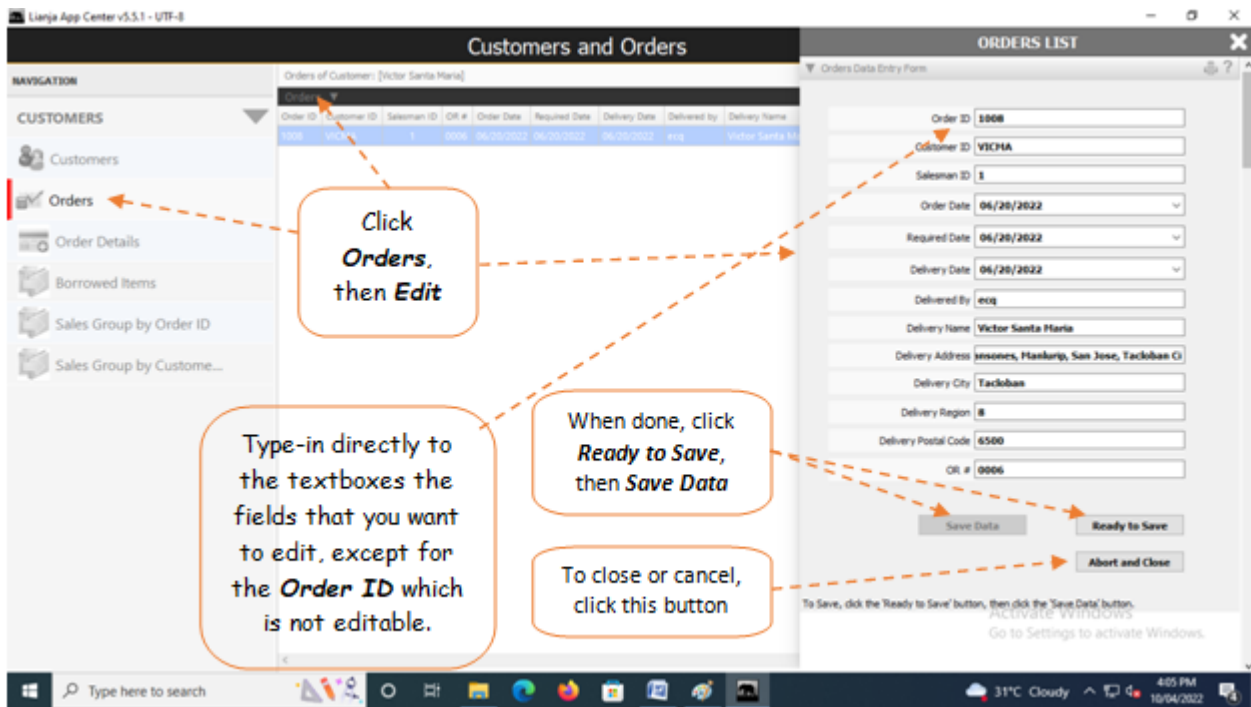 Lianja App Center v5.5.1 - UTF-8
Customers and Orders
ORDERS LIST
NAVIGATION
Orders of Customer: [Victor Santa Maria]
Orders Data Entry Form
?
CUSTOMERS
Orders
Order ID Customer ID Salesman ID OR # Order Date Required Date Delivery Date Delivered by Delivery Name
1008 VICMA 1 0006 06/20/2022 06/20/2022 06/20/2022 ecq Victor Santa
Customers
Orders
Order Details
Borrowed Items
Sales Group by Order ID
Sales Group by Custome...
Click
Orders,
then Edit
Type-in directly to
the textboxes the
fields that you want
to edit, except for
the Order ID which
is not editable.
When done, click
Ready to Save,
then Save Data
To close or cancel,
click this button
Order ID 1008
Customer ID VICMA
Salesman ID 1
Order Date 06/20/2022
Required Date 06/20/2022
Delivery Date 06/20/2022
Delivered By ecq
Delivery Name Victor Santa Maria
Delivery Address ansones, Manlurip, San Jose, Tacloban Ci
Delivery City Tacloban
Delivery Region 8
Delivery Postal Code 6500
OR # 0006
Save Data
Ready to Save
Abort and Close
To Save, click the 'Ready to Save' button, then click the 'Save Data' button.
Activate Windows
Go to Settings to activate Windows.
Type here to search
31°C Cloudy
4:05 PM
10/04/2022
4